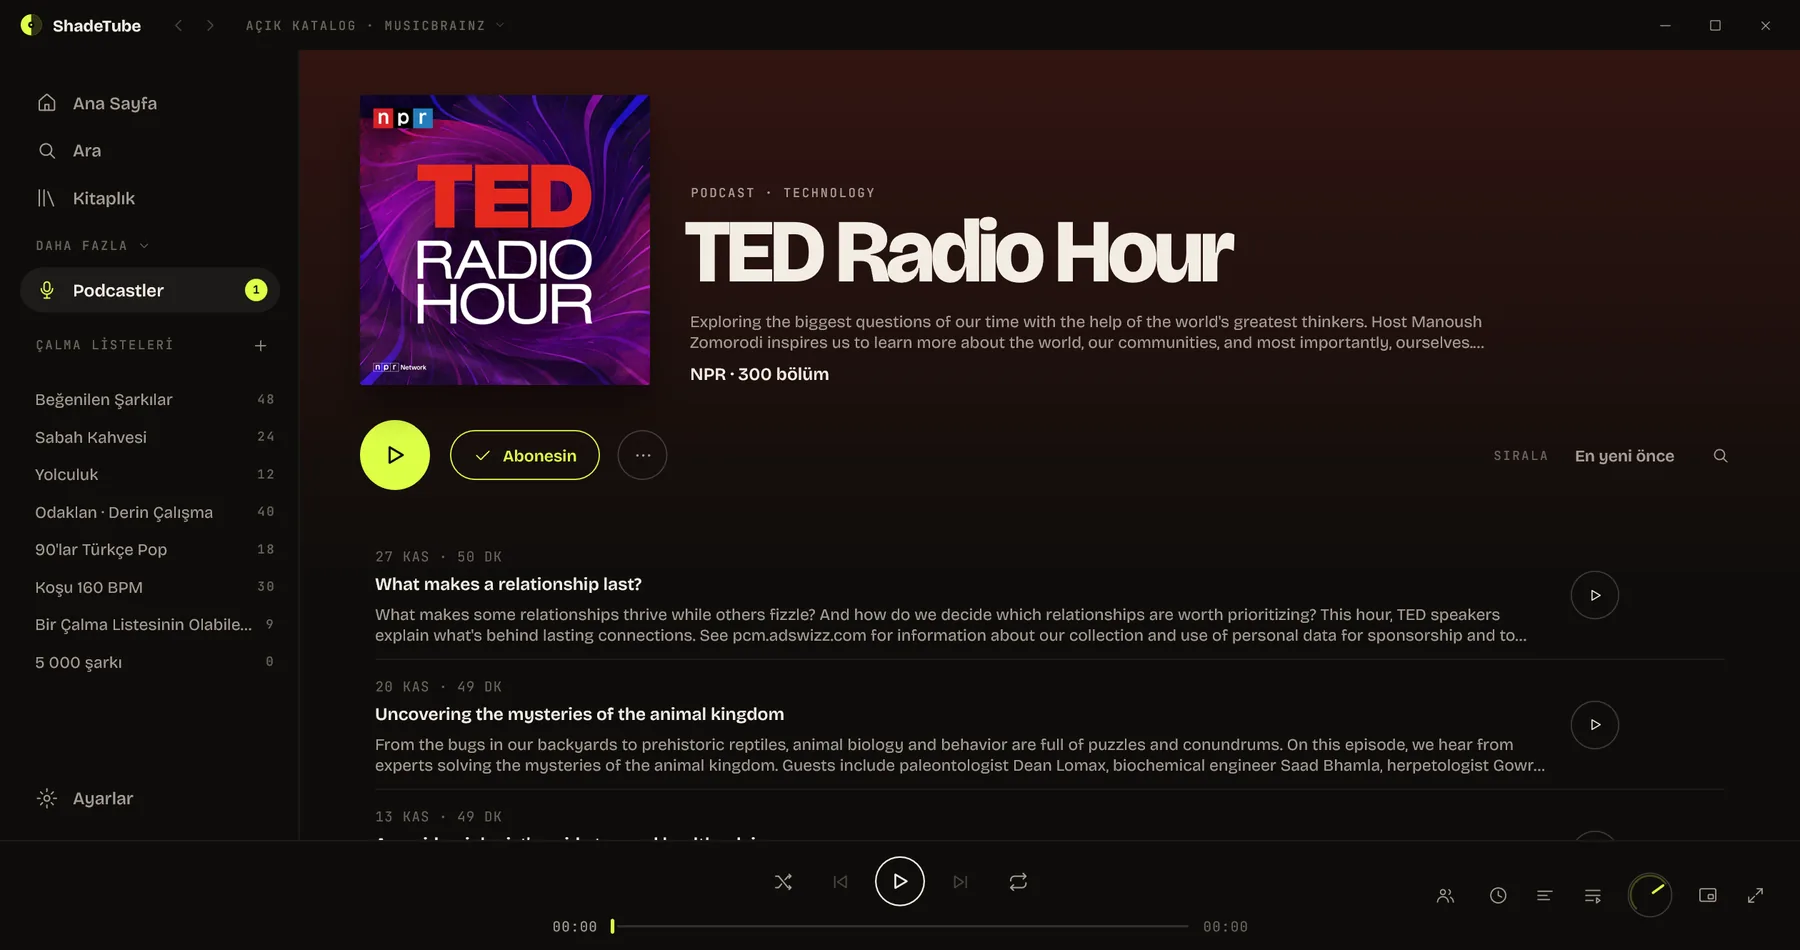 ShadeTube
AÇIK KATALOG · MUSICBRAINZ
Ana Sayfa
Ara
Kitaplık
DAHA FAZLA
Podcastler 1
ÇALMA LİSTELERİ
Beğenilen Şarkılar 48
Sabah Kahvesi 24
Yolculuk 12
Odaklan · Derin Çalışma 40
90'lar Türkçe Pop 18
Koşu 160 BPM 30
Bir Çalma Listesinin Olabile... 9
5 000 şarkı 0
Ayarlar
npr
TED
RADIO
HOUR
npr Network
PODCAST · TECHNOLOGY
TED Radio Hour
Exploring the biggest questions of our time with the help of the world's greatest thinkers. Host Manoush
Zomorodi inspires us to learn more about the world, our communities, and most importantly, ourselves....
NPR · 300 bölüm
Abonesin
SIRALA En yeni önce
27 KAS · 50 DK
What makes a relationship last?
What makes some relationships thrive while others fizzle? And how do we decide which relationships are worth prioritizing? This hour, TED speakers
explain what's behind lasting connections. See pcm.adswizz.com for information about our collection and use of personal data for sponsorship and to...
20 KAS · 49 DK
Uncovering the mysteries of the animal kingdom
From the bugs in our backyards to prehistoric reptiles, animal biology and behavior are full of puzzles and conundrums. On this episode, we hear from
experts solving the mysteries of the animal kingdom. Guests include paleontologist Dean Lomax, biochemical engineer Saad Bhamla, herpetologist Gowr...
13 KAS · 49 DK
00:00
00:00